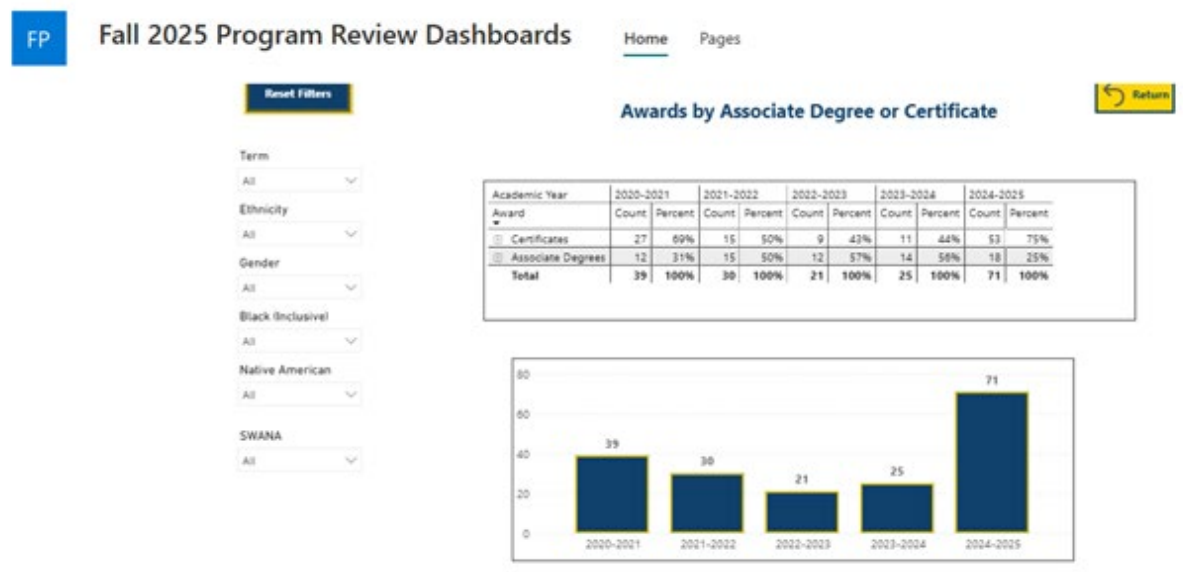 FP
Fall 2025 Program Review Dashboards
Home Pages
Reset Filters
Return
Awards by Associate Degree or Certificate
Term
All
Ethnicity
All
Gender
All
Black (Inclusive)
All
Native American
All
SWANA
All
Academic Year 2020-2021 2021-2022 2022-2023 2023-2024 2024-2025
Award Count Percent Count Percent Count Percent Count Percent Count Percent
Certificates 27 69% 15 50% 9 43% 11 44% 53 75%
Associate Degrees 12 31% 15 50% 12 57% 14 56% 18 25%
Total 39 100% 30 100% 21 100% 25 100% 71 100%
80
60
40
20
0
39 30 21 25 71
2020-2021 2021-2022 2022-2023 2023-2024 2024-2025